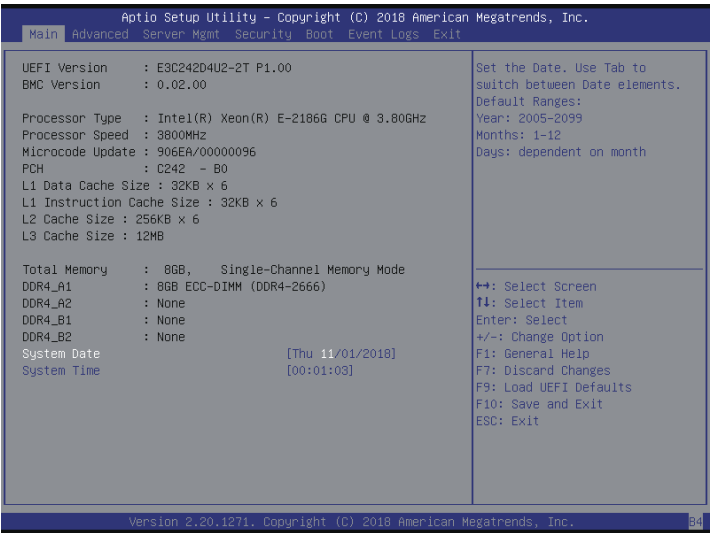 Aptio Setup Utility – Copyright (C) 2018 American Megatrends, Inc.
Main Advanced Server Mgmt Security Boot Event Logs Exit
UEFI Version : E3C242D4U2-2T P1.00
BMC Version : 0.02.00
Processor Type : Intel(R) Xeon(R) E-2186G CPU @ 3.80GHz
Processor Speed : 3800MHz
Microcode Update : 906EA/00000096
PCH : C242 - B0
L1 Data Cache Size : 32KB x 6
L1 Instruction Cache Size : 32KB x 6
L2 Cache Size : 256KB x 6
L3 Cache Size : 12MB
Total Memory : 8GB, Single-Channel Memory Mode
DDR4_A1 : 8GB ECC-DIMM (DDR4-2666)
DDR4_A2 : None
DDR4_B1 : None
DDR4_B2 : None
System Date [Thu 11/01/2018]
System Time [00:01:03]
Set the Date. Use Tab to
switch between Date elements.
Default Ranges:
Year: 2005-2099
Months: 1-12
Days: dependent on month
↔: Select Screen
↑↓: Select Item
Enter: Select
+/-: Change Option
F1: General Help
F7: Discard Changes
F9: Load UEFI Defaults
F10: Save and Exit
ESC: Exit
Version 2.20.1271. Copyright (C) 2018 American Megatrends, Inc.
B4